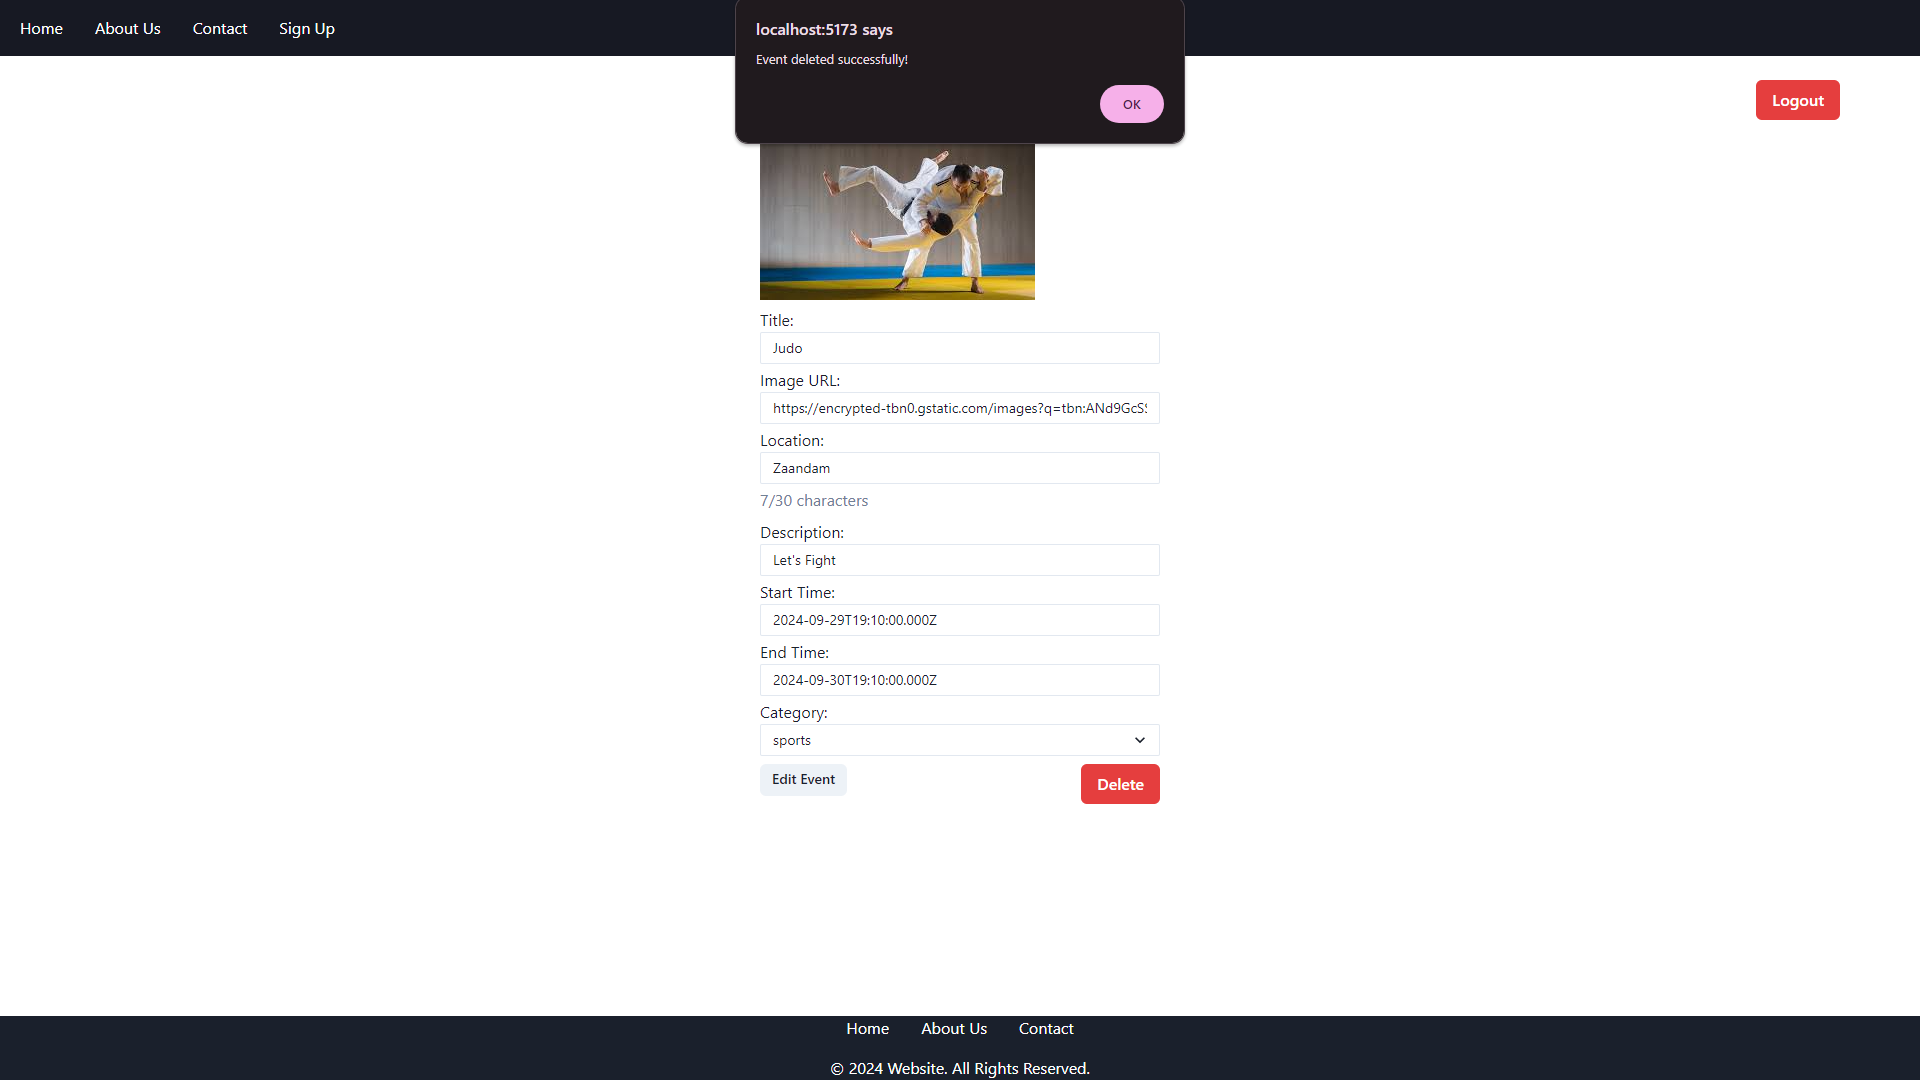 Home About Us Contact Sign Up
localhost:5173 says
Event deleted successfully!
OK
Logout
Title:
Judo
Image URL:
https://encrypted-tbn0.gstatic.com/images?q=tbn:ANd9GcS
Location:
Zaandam
7/30 characters
Description:
Let's Fight
Start Time:
2024-09-29T19:10:00.000Z
End Time:
2024-09-30T19:10:00.000Z
Category:
sports
Edit Event Delete
Home About Us Contact
© 2024 Website. All Rights Reserved.